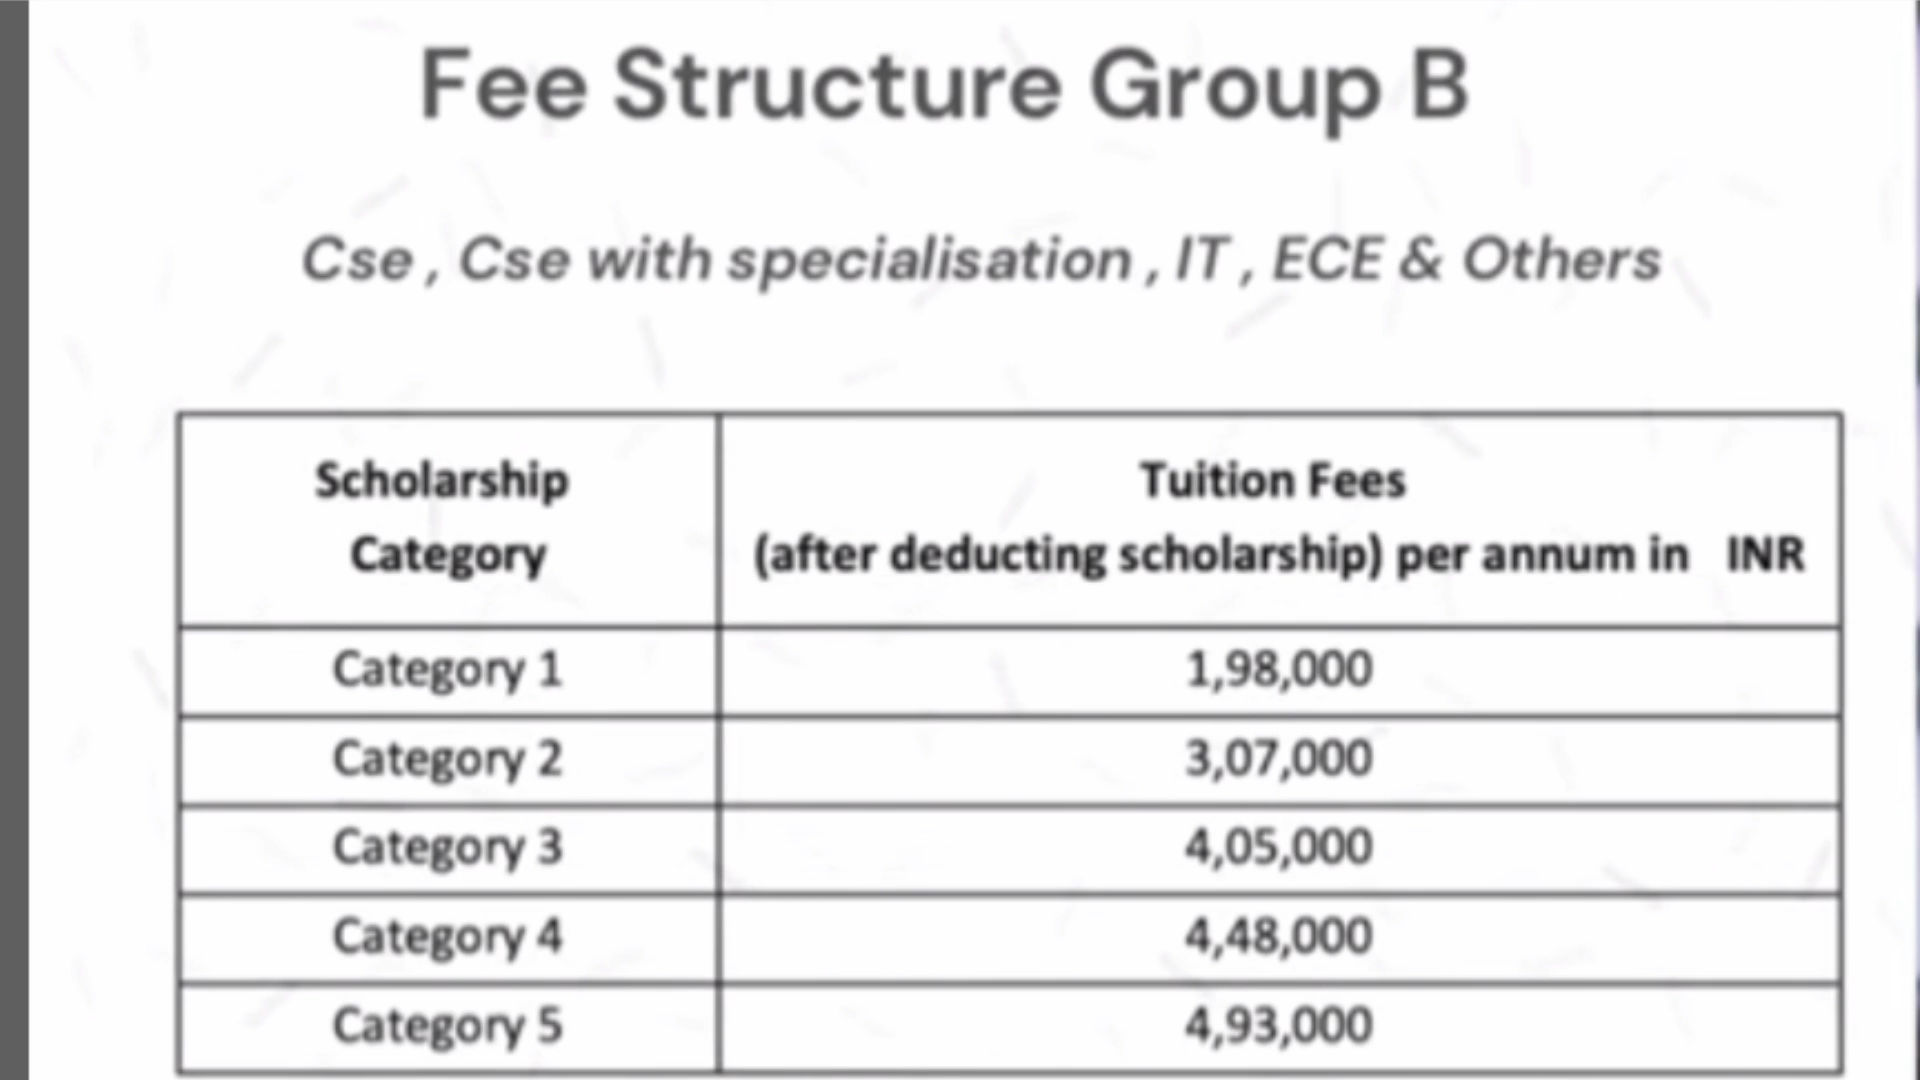 Fee Structure Group B
Cse , Cse with specialisation , IT , ECE & Others
Scholarship Category
Tuition Fees
(after deducting scholarship) per annum in INR
Category 1 1,98,000
Category 2 3,07,000
Category 3 4,05,000
Category 4 4,48,000
Category 5 4,93,000